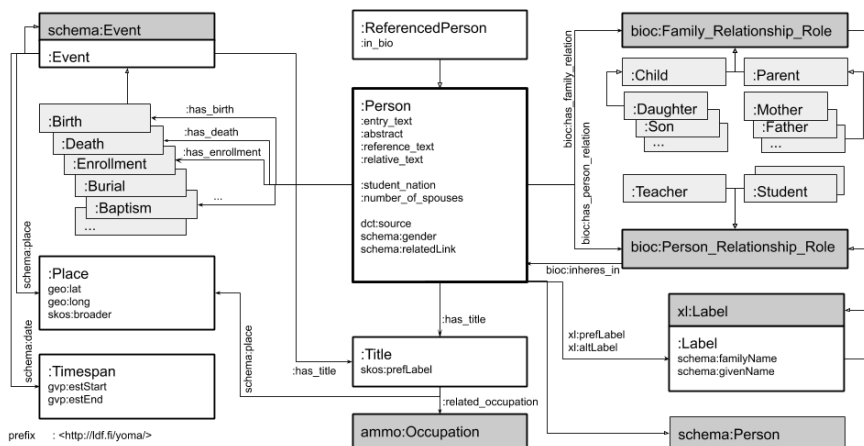 schema:Event
:Event
:ReferencedPerson
:in_bio
bioc:Family_Relationship_Role
:Child
:Parent
:Daughter
:Son
...
:Mother
:Father
...
:Birth
:Death
:Enrollment
:Burial
:Baptism
...
:has_birth
:has_death
:has_enrollment
...
:Person
:entry_text
:abstract
:reference_text
:relative_text
:student_nation
:number_of_spouses
dct:source
schema:gender
schema:relatedLink
bioc:has_family_relation
bioc:has_person_relation
:Teacher
:Student
bioc:Person_Relationship_Role
bioc:inheres_in
schema:place
:Place
geo:lat
geo:long
skos:broader
schema:date
:Timespan
gvp:estStart
gvp:estEnd
schema:place
:has_title
:has_title
:Title
skos:prefLabel
:related_occupation
ammo:Occupation
xl:prefLabel
xl:altLabel
xl:Label
:Label
schema:familyName
schema:givenName
schema:Person
prefix : <http://ldf.fi/yoma/>